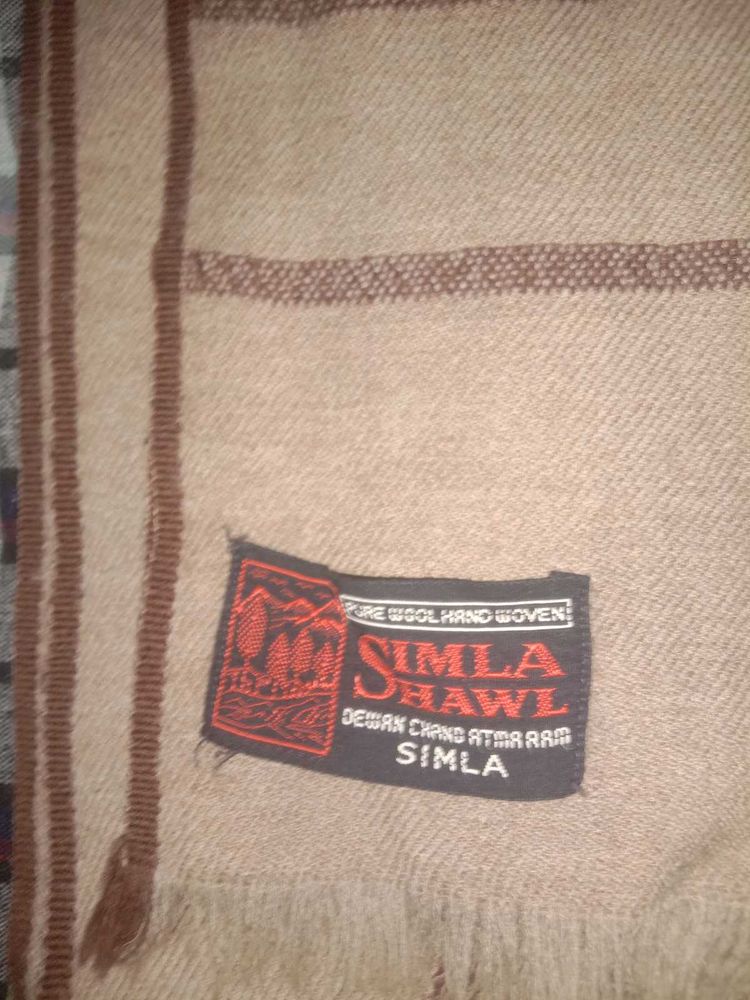 PURE WOOL HAND WOVEN
SIMLA
SHAWL
DEWAN CHAND ATMA RAM
SIMLA